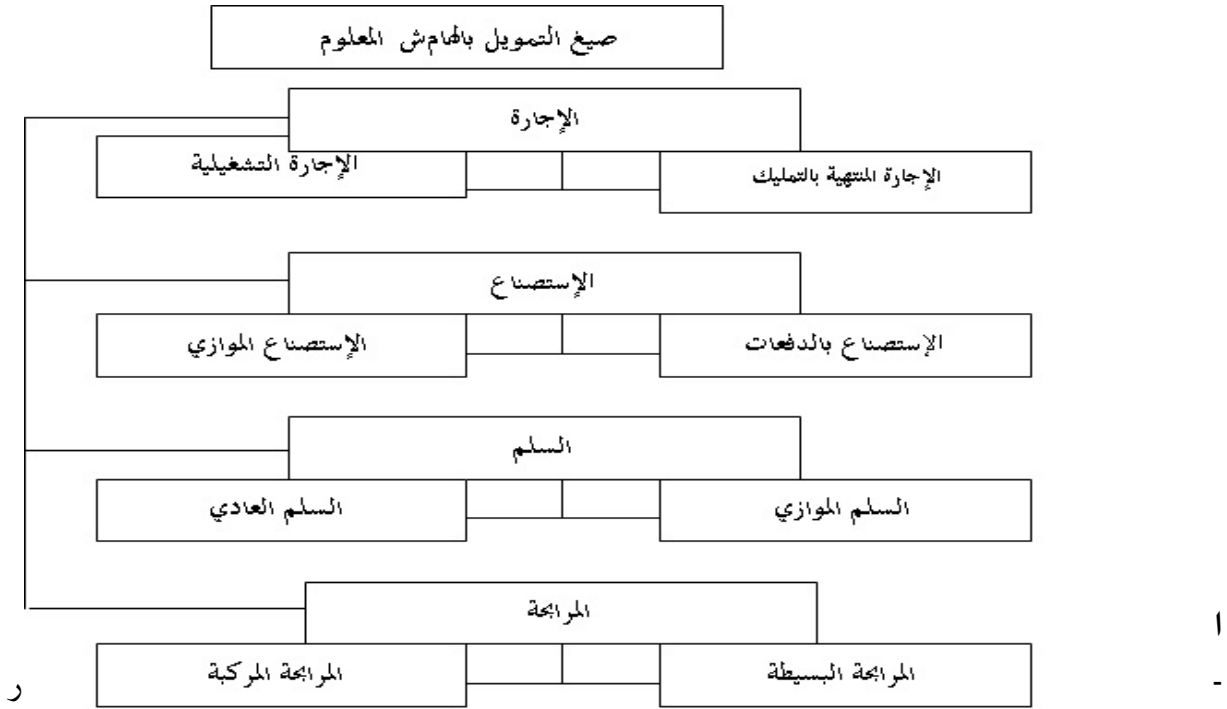 صيغ التمويل بالهامش المعلوم
الإجارة
الإجارة المنتهية بالتمليك
الإجارة التشغيلية
الإستصناع
الإستصناع بالدفعات
الإستصناع الموازي
السلم
السلم الموازي
السلم العادي
المرابحة
المرابحة البسيطة
المرابحة المركبة
ا
- ر